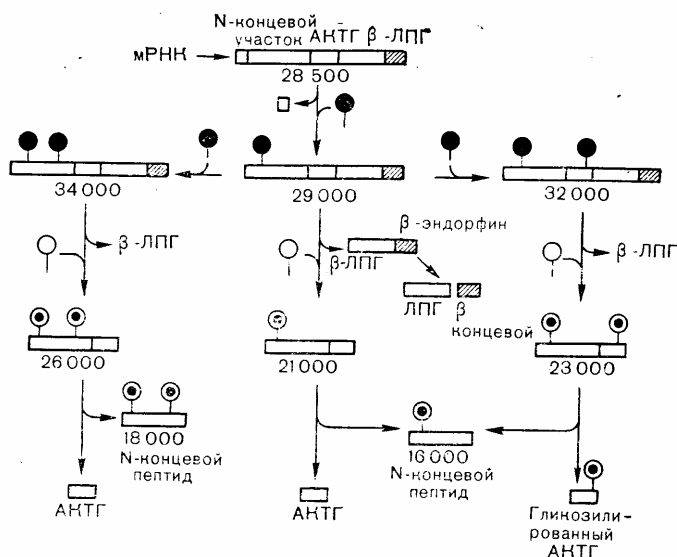 N-концевой
участок АКТГ β-ЛПГ
мРНК
28 500
34 000
29 000
32 000
β-ЛПГ
β-эндорфин
β-ЛПГ
β-ЛПГ
ЛПГ β
концевой
26 000
21 000
23 000
18 000
N-концевой
пептид
16 000
N-концевой
пептид
АКТГ
АКТГ
Гликозили-
рованный
АКТГ